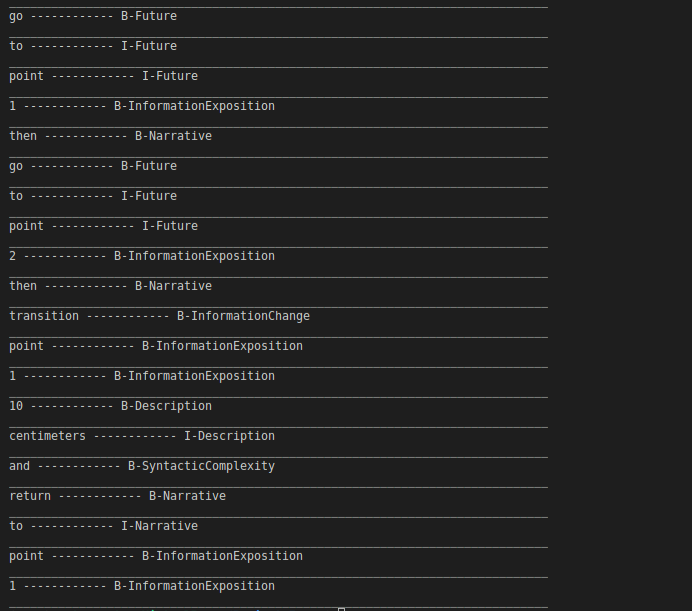 go ------------ B-Future
to ------------ I-Future
point ------------ I-Future
1 ------------ B-InformationExposition
then ------------ B-Narrative
go ------------ B-Future
to ------------ I-Future
point ------------ I-Future
2 ------------ B-InformationExposition
then ------------ B-Narrative
transition ------------ B-InformationChange
point ------------ B-InformationExposition
1 ------------ B-InformationExposition
10 ------------ B-Description
centimeters ------------ I-Description
and ------------ B-SyntacticComplexity
return ------------ B-Narrative
to ------------ I-Narrative
point ------------ B-InformationExposition
1 ------------ B-InformationExposition